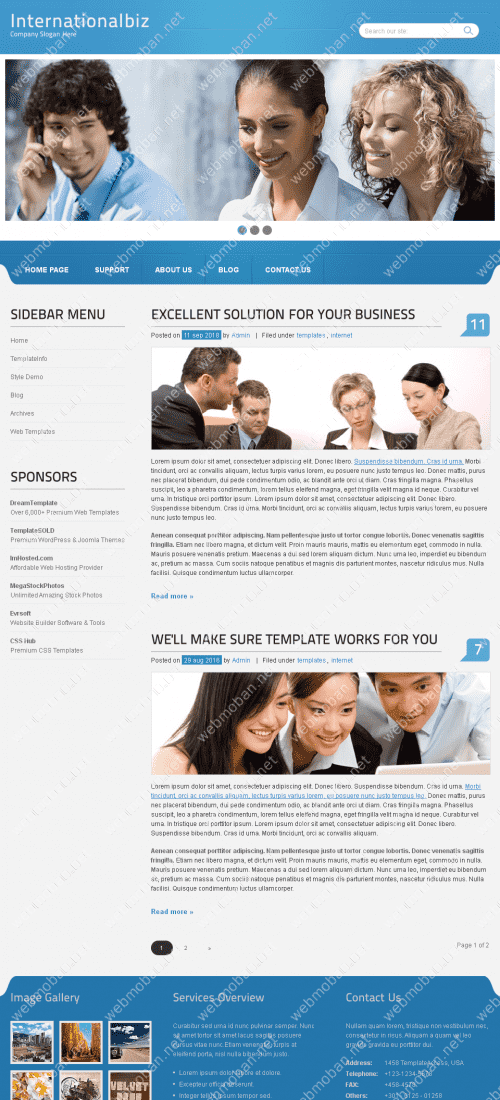 Internationalbiz
Company Slogan Here
Search our site:
HOME PAGE
SUPPORT
ABOUT US
BLOG
CONTACT US
SIDEBAR MENU
Home
TemplateInfo
Style Demo
Blog
Archives
Web Templates
SPONSORS
DreamTemplate
Over 6,000+ Premium Web Templates
TemplateSOLD
Premium WordPress & Joomla Themes
ImHosted.com
Affordable Web Hosting Provider
MegaStockPhotos
Unlimited Amazing Stock Photos
Evrsoft
Website Builder Software & Tools
CSS Hub
Premium CSS Templates
EXCELLENT SOLUTION FOR YOUR BUSINESS
11
Posted on 11 sep 2018 by Admin | Filed under templates, internet
Lorem ipsum dolor sit amet, consectetuer adipiscing elit. Donec libero. Suspendisse bibendum. Cras id urna. Morbi
tincidunt, orci ac convallis aliquam, lectus turpis varius lorem, eu posuere nunc justo tempus leo. Donec mattis, purus
nec placerat bibendum, dui pede condimentum odio, ac blandit ante orci ut diam. Cras fringilla magna. Phasellus
suscipit, leo a pharetra condimentum, lorem tellus eleifend magna, eget fringilla velit magna id neque. Curabitur vel
urna. In tristique orci porttitor ipsum. Lorem ipsum dolor sit amet, consectetuer adipiscing elit. Donec libero.
Suspendisse bibendum. Cras id urna. Morbi tincidunt, orci ac convallis aliquam, lectus turpis varius lorem, eu posuere
nunc justo tempus leo.
Aenean consequat porttitor adipiscing. Nam pellentesque justo ut tortor congue lobortis. Donec venenatis sagittis
fringilla. Etiam nec libero magna, et dictum velit. Proin mauris mauris, mattis eu elementum eget, commodo in nulla.
Mauris posuere venenatis pretium. Maecenas a dui sed lorem aliquam dictum. Nunc urna leo, imperdiet eu bibendum
ac, pretium ac massa. Cum sociis natoque penatibus et magnis dis parturient montes, nascetur ridiculus mus. Nulla
facilisi. Quisque condimentum luctus ullamcorper.
Read more »
WE'LL MAKE SURE TEMPLATE WORKS FOR YOU
7
Posted on 29 aug 2018 by Admin | Filed under templates, internet
Lorem ipsum dolor sit amet, consectetuer adipiscing elit. Donec libero. Suspendisse bibendum. Cras id urna. Morbi
tincidunt, orci ac convallis aliquam, lectus turpis varius lorem, eu posuere nunc justo tempus leo. Donec mattis, purus
nec placerat bibendum, dui pede condimentum odio, ac blandit ante orci ut diam. Cras fringilla magna. Phasellus
suscipit, leo a pharetra condimentum, lorem tellus eleifend magna, eget fringilla velit magna id neque. Curabitur vel
urna. In tristique orci porttitor ipsum. Lorem ipsum dolor sit amet, consectetuer adipiscing elit. Donec libero.
Suspendisse bibendum. Cras id urna. Morbi tincidunt, orci ac convallis aliquam.
Aenean consequat porttitor adipiscing. Nam pellentesque justo ut tortor congue lobortis. Donec venenatis sagittis
fringilla. Etiam nec libero magna, et dictum velit. Proin mauris mauris, mattis eu elementum eget, commodo in nulla.
Mauris posuere venenatis pretium. Maecenas a dui sed lorem aliquam dictum. Nunc urna leo, imperdiet eu bibendum
ac, pretium ac massa. Cum sociis natoque penatibus et magnis dis parturient montes, nascetur ridiculus mus. Nulla
facilisi. Quisque condimentum luctus ullamcorper.
Read more »
1 2 »
Page 1 of 2
Image Gallery
VELVET
Services Overview
Curabitur sed urna id nunc pulvinar semper. Nunc
sit amet tortor sit amet lacus sagittis posuere
cursus vitae nunc. Etiam venenatis, turpis at
eleifend porta, nisl nulla bibendum justo.
Lorem ipsum dolor labore et dolore.
Excepteur officia deserunt.
Integer tellus ipsum tempor sed.
Contact Us
Nullam quam lorem, tristique non vestibulum nec,
consectetur in risus. Aliquam a quam vel leo
gravida gravida eu porttitor dui.
Address: 1458 TemplateAccess, USA
Telephone: +123-1234-5678
FAX: +458-4578
Others: +301 - 0125 - 01258
webmoban.net